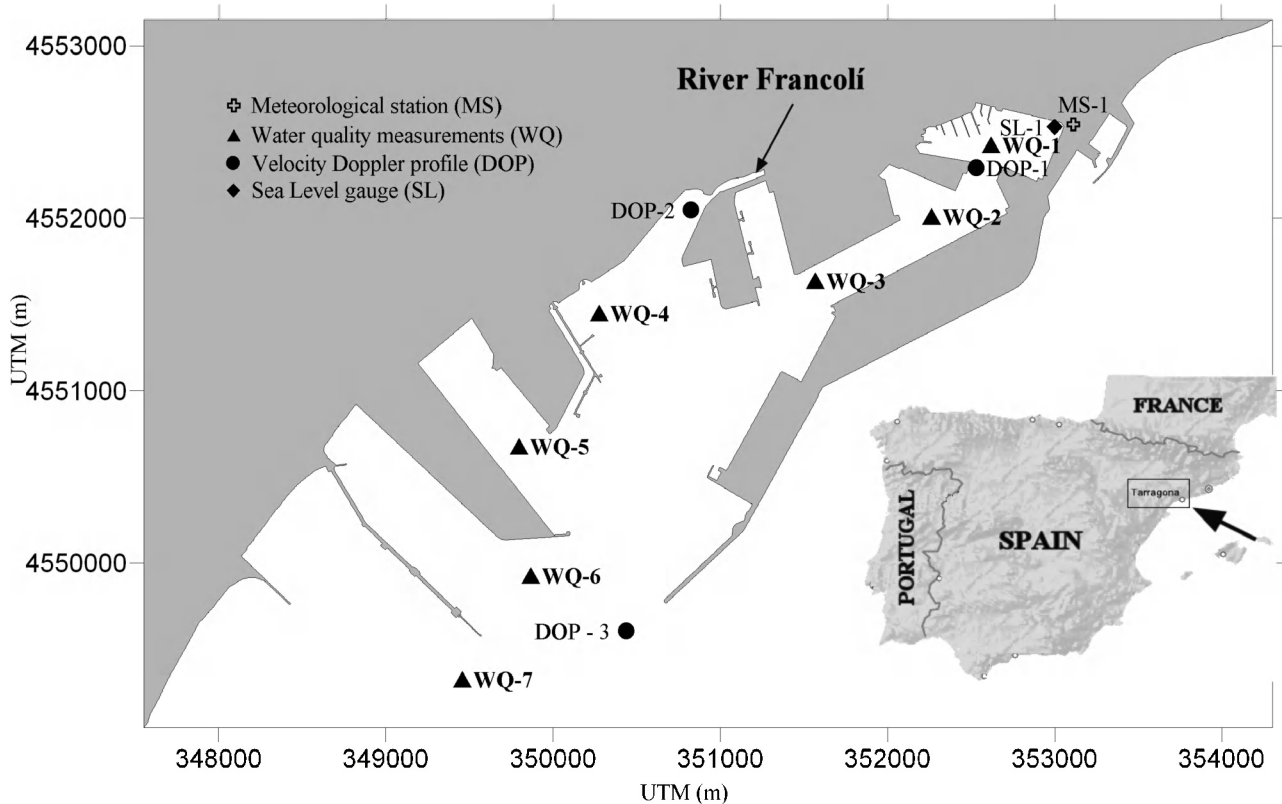 4553000
4552000
4551000
4550000
UTM (m)
Meteorological station (MS)
Water quality measurements (WQ)
Velocity Doppler profile (DOP)
Sea Level gauge (SL)
River Francolí
MS-1
SL-1
WQ-1
DOP-1
DOP-2
WQ-2
WQ-3
WQ-4
WQ-5
WQ-6
DOP - 3
WQ-7
FRANCE
Tarragona
PORTUGAL
SPAIN
348000
349000
350000
351000
352000
353000
354000
UTM (m)